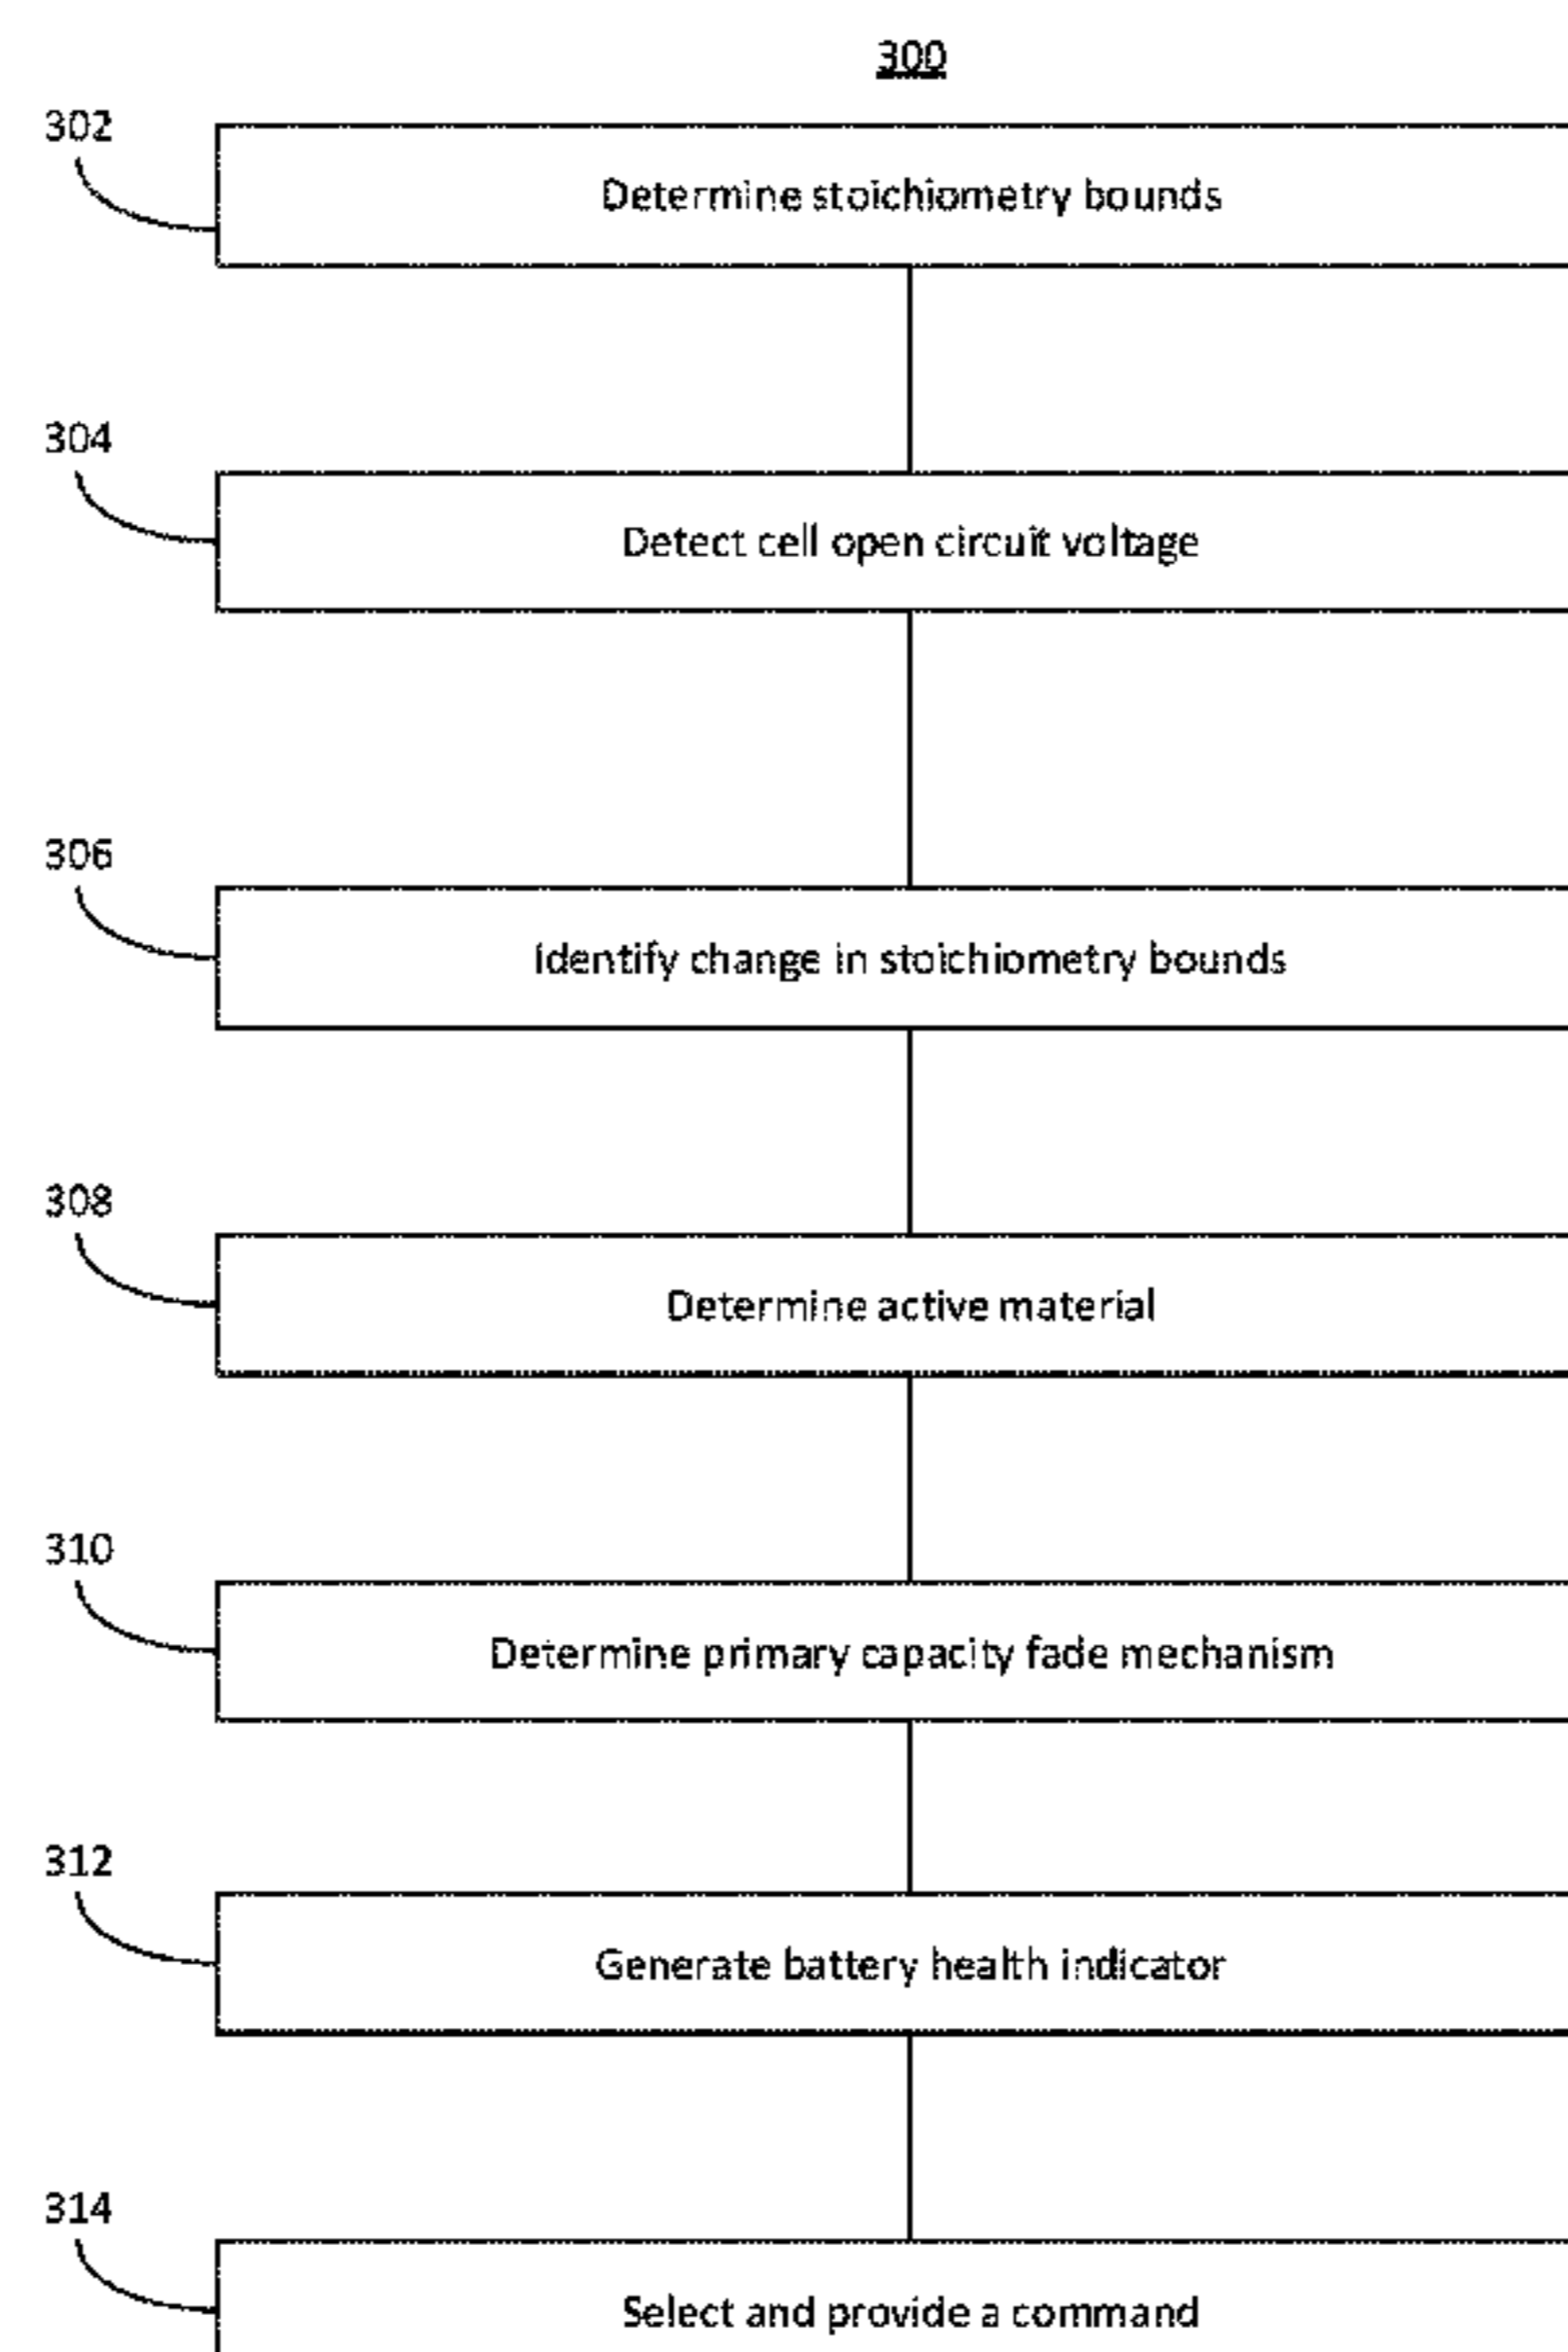 300
302
Determine stoichiometry bounds
304
Detect cell open circuit voltage
306
Identify change in stoichiometry bounds
308
Determine active material
310
Determine primary capacity fade mechanism
312
Generate battery health indicator
314
Select and provide a command